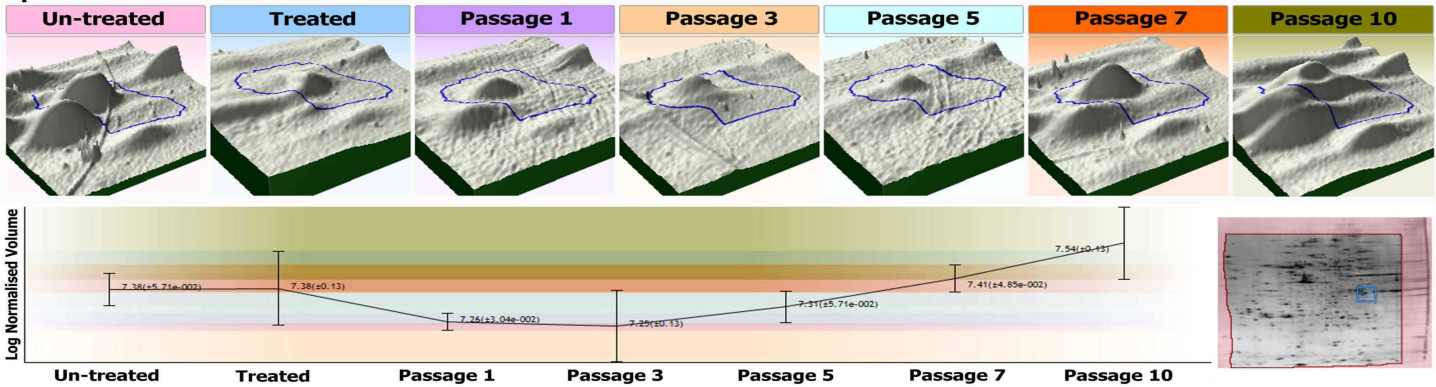 Un-treated
Treated
Passage 1
Passage 3
Passage 5
Passage 7
Passage 10
Log Normalised Volume
7.38(±5.71e-002)
7.38(±0.13)
7.26(±3.04e-002)
7.25(±0.13)
7.31(±5.71e-002)
7.41(±4.85e-002)
7.54(±0.13)
Un-treated
Treated
Passage 1
Passage 3
Passage 5
Passage 7
Passage 10